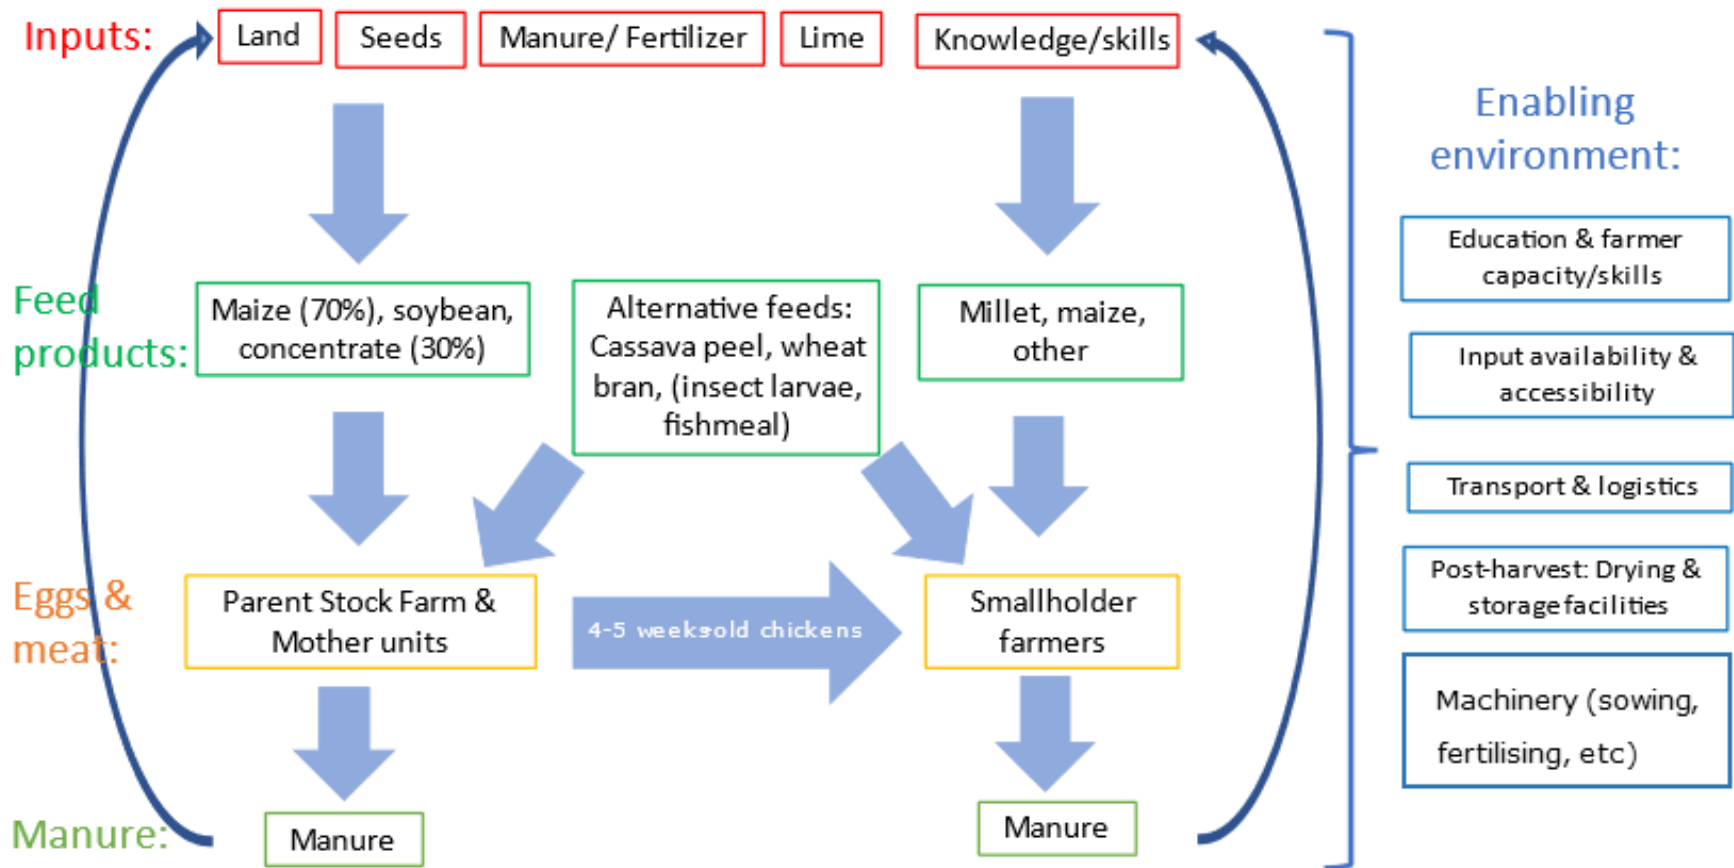 Inputs:
Land
Seeds
Manure/ Fertilizer
Lime
Knowledge/skills
Enabling
environment:
Education & farmer
capacity/skills
Input availability &
accessibility
Transport & logistics
Post-harvest: Drying &
storage facilities
Machinery (sowing,
fertilising, etc)
Feed
products:
Maize (70%), soybean,
concentrate (30%)
Alternative feeds:
Cassava peel, wheat
bran, (insect larvae,
fishmeal)
Millet, maize,
other
Eggs &
meat:
Parent Stock Farm &
Mother units
4-5 weeks-old chickens
Smallholder
farmers
Manure:
Manure
Manure